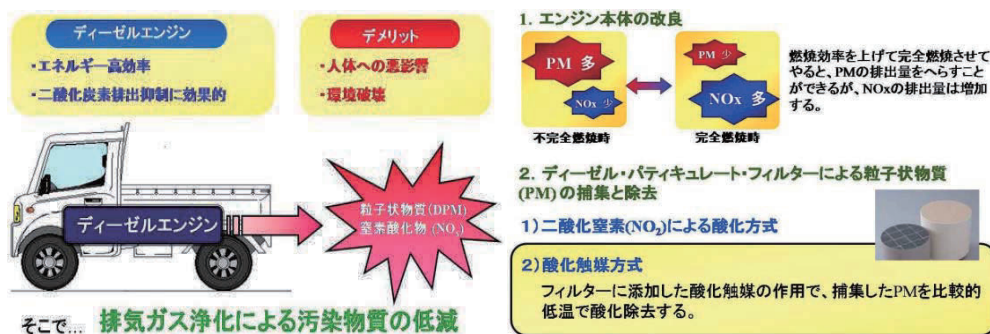 ディーゼルエンジン
・エネルギー高効率
・二酸化炭素排出抑制に効果的
デメリット
・人体への悪影響
・環境破壊
ディーゼルエンジン
粒子状物質(DPM)
窒素酸化物 (NOx)
そこで… 排気ガス浄化による汚染物質の低減
1. エンジン本体の改良
PM 多
NOx 少
不完全燃焼時
PM 少
NOx 多
完全燃焼時
燃焼効率を上げて完全燃焼させて
やると、PMの排出量をへらすこと
ができるが、NOxの排出量は増加
する。
2. ディーゼル・パティキュレート・フィルターによる粒子状物質
(PM)の捕集と除去
1)二酸化窒素(NO₂)による酸化方式
2)酸化触媒方式
フィルターに添加した酸化触媒の作用で、捕集したPMを比較的
低温で酸化除去する。